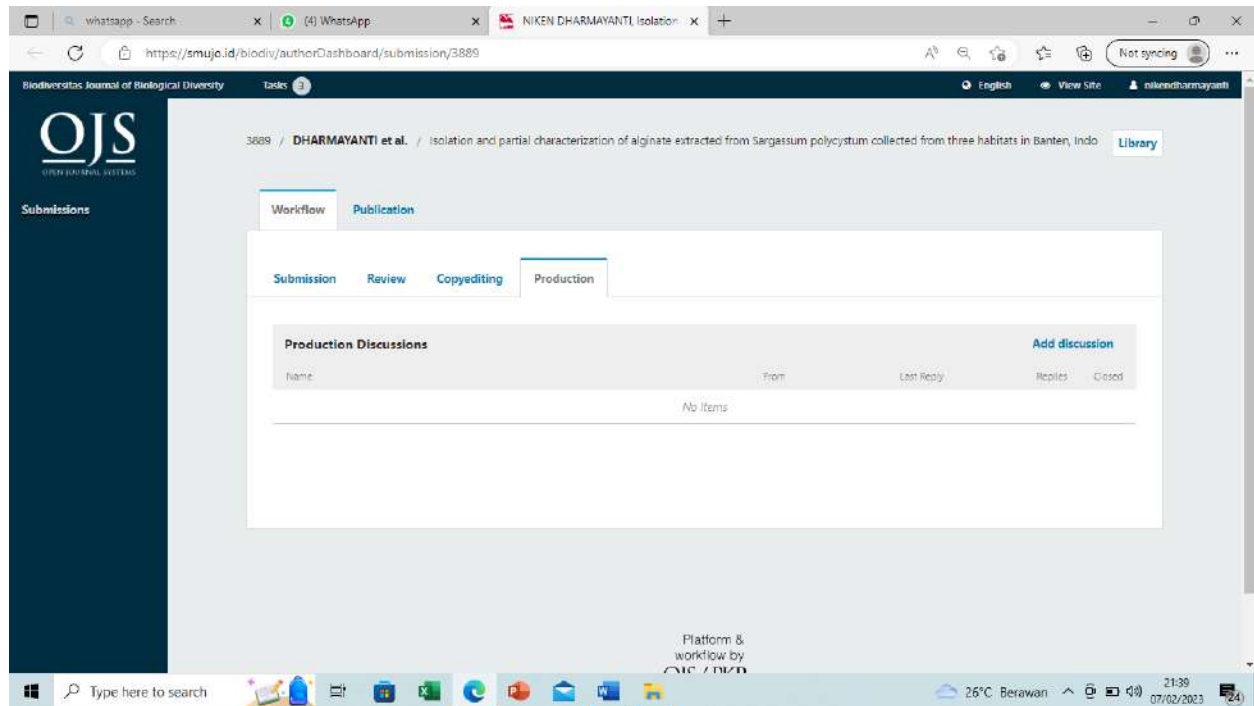 whatsapp - Search
(4) WhatsApp
NIKEN DHARMAYANTI, Isolation
https://smujo.id/biodiv/authorDashboard/submission/3889
Not syncing
Biodiversitas Journal of Biological Diversity
Tasks 3
English
View Site
nikendharmayanti
OJS
OPEN JOURNAL SYSTEMS
3889 / DHARMAYANTI et al. / Isolation and partial characterization of alginate extracted from Sargassum polycystum collected from three habitats in Banten, Indo
Library
Submissions
Workflow Publication
Submission Review Copyediting Production
Production Discussions Add discussion
Name From Last Reply Replies Closed
No Items
Platform &
workflow by
OJS / PKP
Type here to search
26°C Berawan
21:39
07/02/2023
24